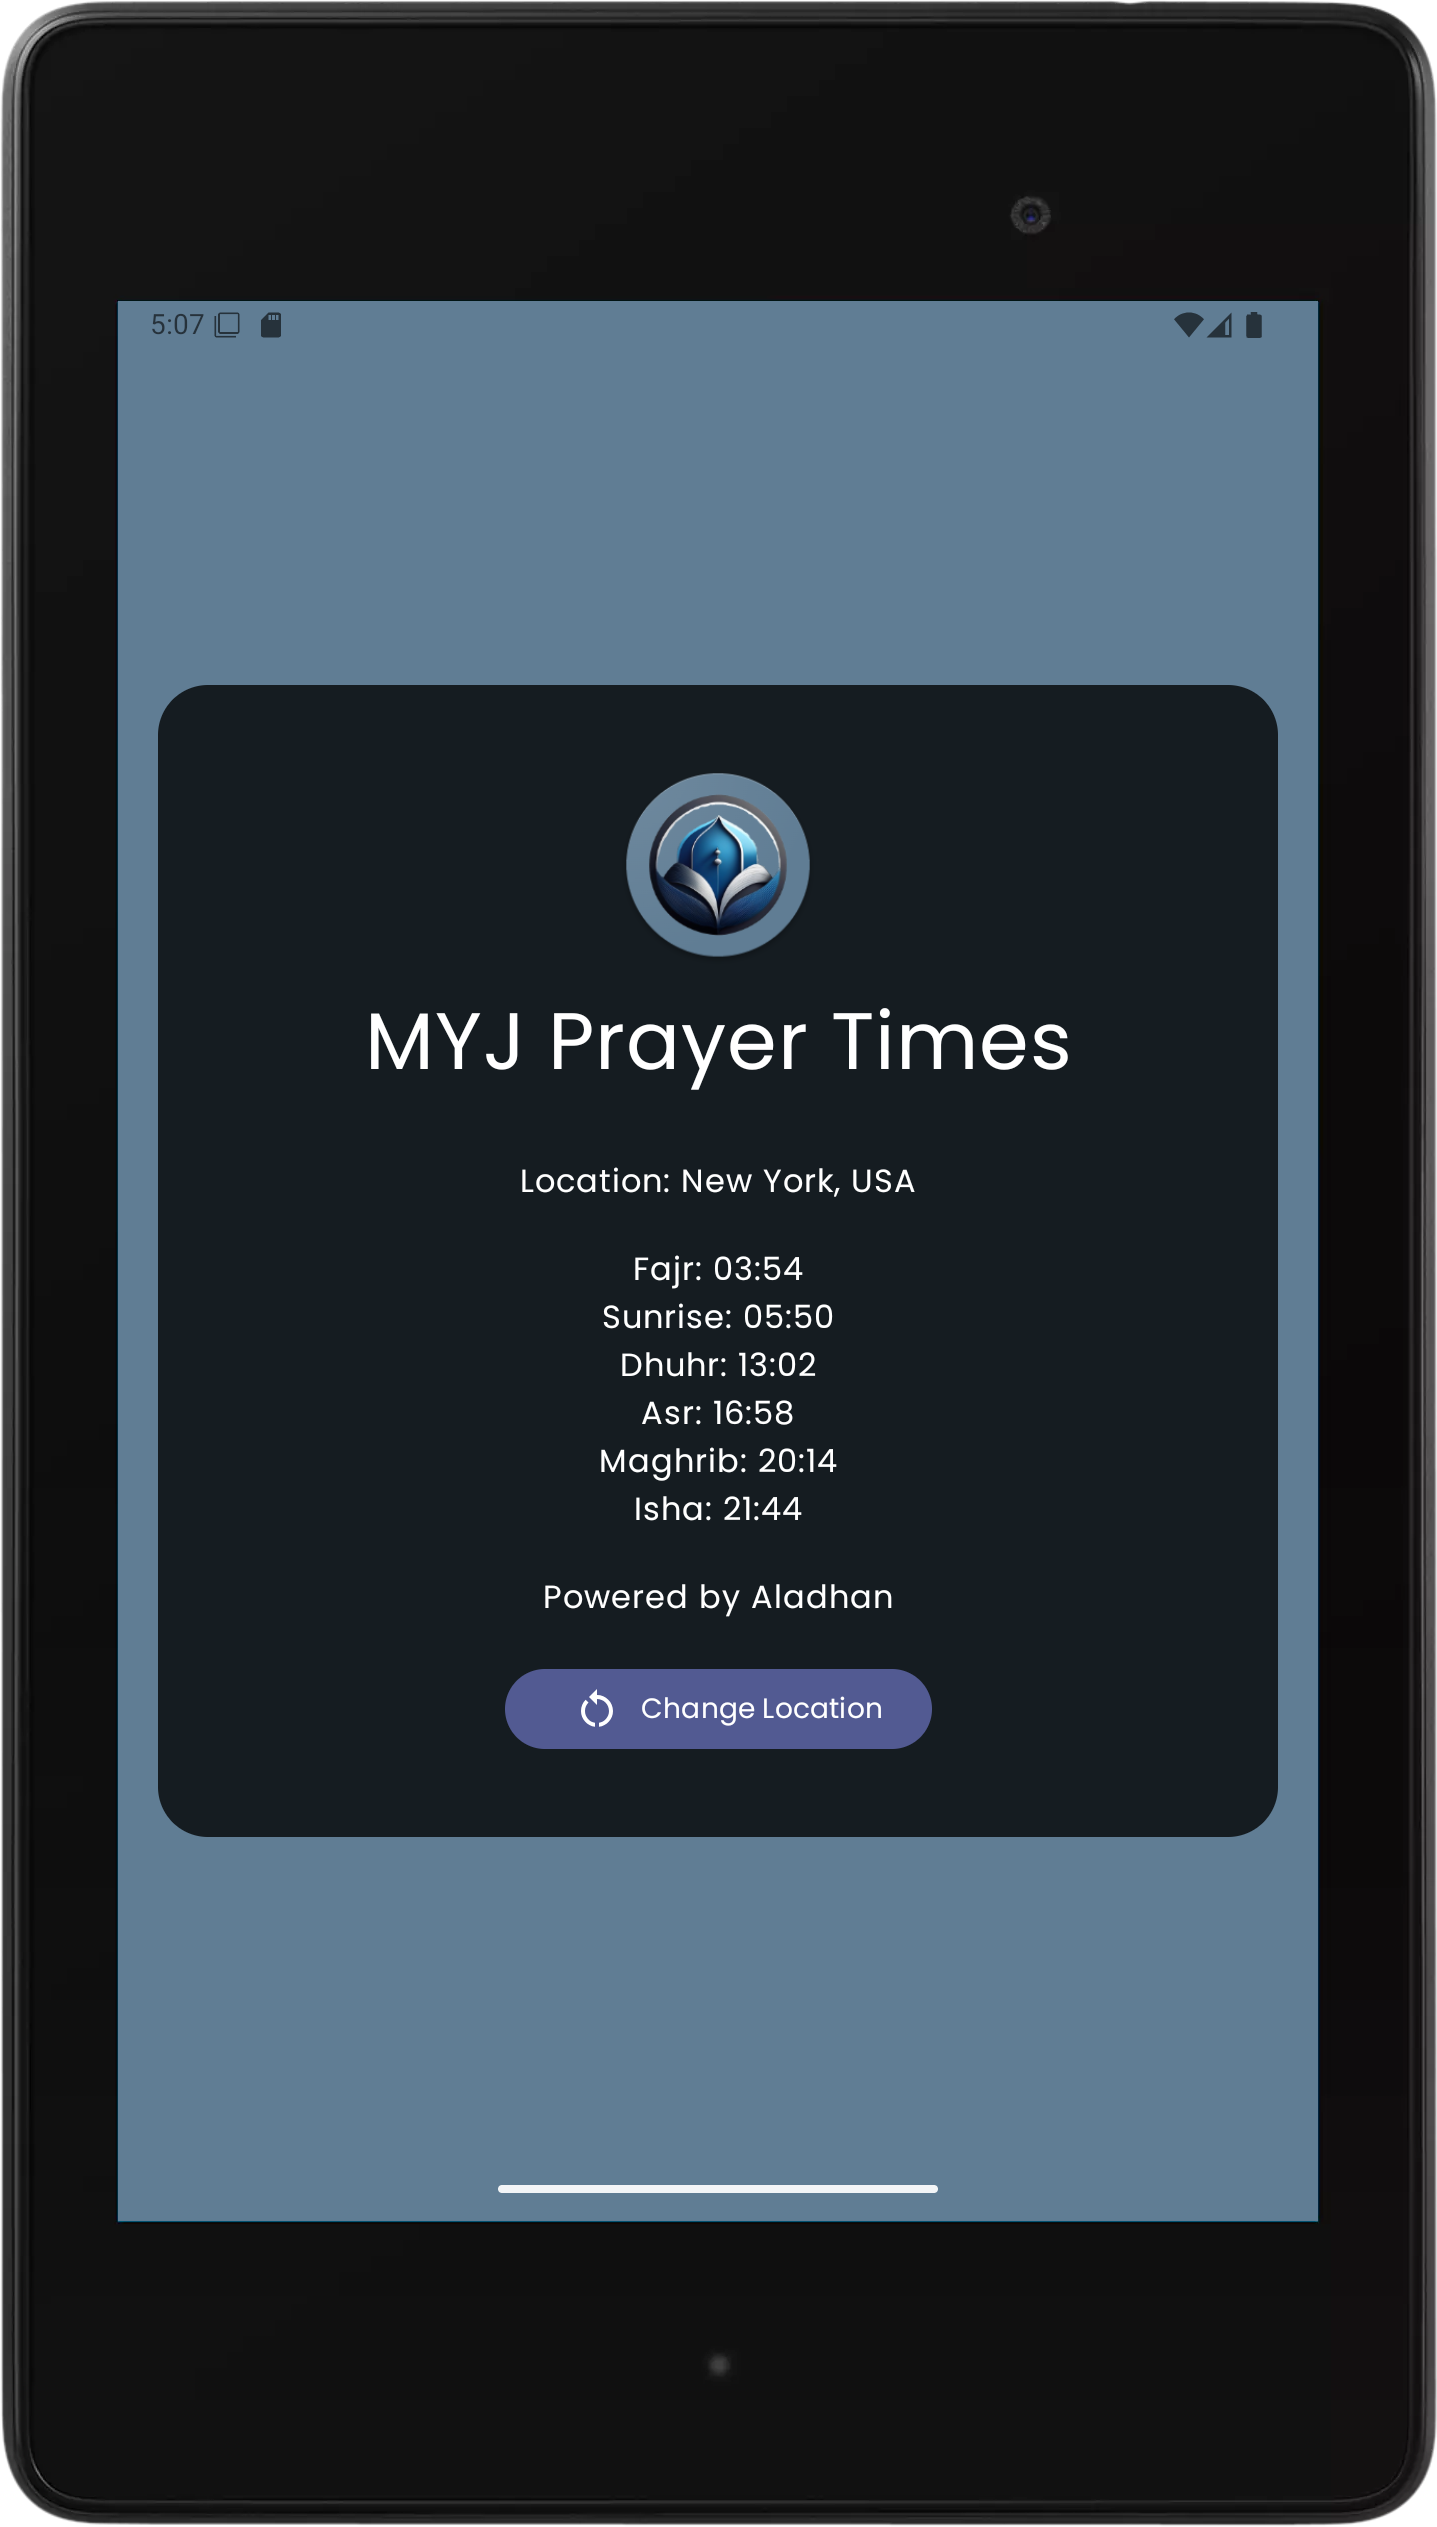 5:07
MYJ Prayer Times
Location: New York, USA
Fajr: 03:54
Sunrise: 05:50
Dhuhr: 13:02
Asr: 16:58
Maghrib: 20:14
Isha: 21:44
Powered by Aladhan
Change Location